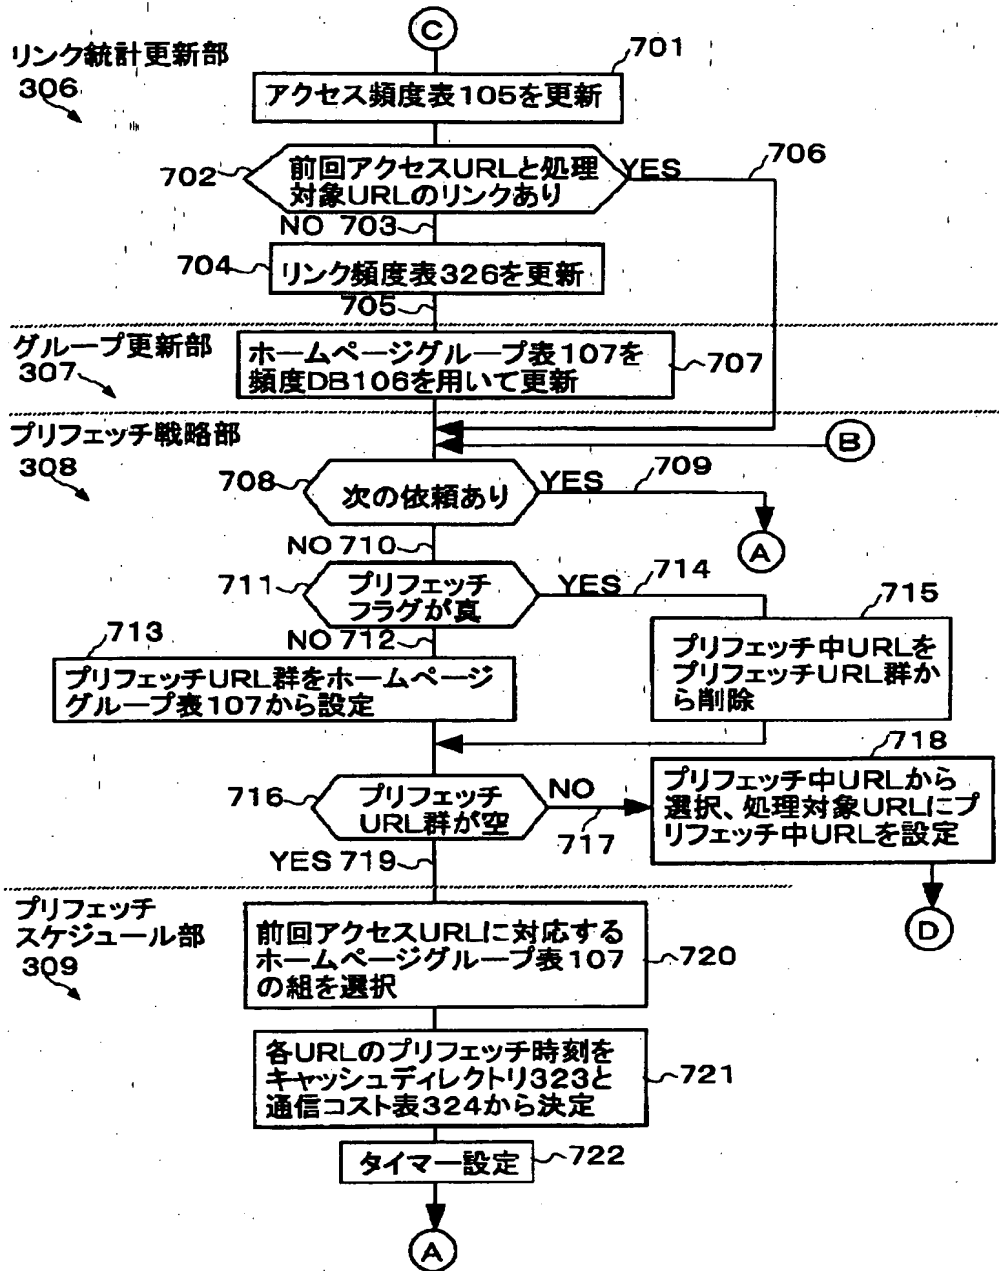 C
リンク統計更新部
306
701
アクセス頻度表105を更新
702
前回アクセスURLと処理
対象URLのリンクあり
YES
706
NO 703
704
リンク頻度表326を更新
705
グループ更新部
307
ホームページグループ表107を
頻度DB106を用いて更新
707
プリフェッチ戦略部
308
B
708
次の依頼あり
YES
709
A
NO 710
711
プリフェッチ
フラグが真
YES
714
NO 712
713
プリフェッチURL群をホームページ
グループ表107から設定
715
プリフェッチ中URLを
プリフェッチURL群か
ら削除
716
プリフェッチ
URL群が空
NO
717
718
プリフェッチ中URLから
選択、処理対象URLにプ
リフェッチ中URLを設定
D
YES 719
プリフェッチ
スケジュール部
309
前回アクセスURLに対応する
ホームページグループ表107
の組を選択
720
各URLのプリフェッチ時刻を
キャッシュディレクトリ323と
通信コスト表324から決定
721
タイマー設定
722
A